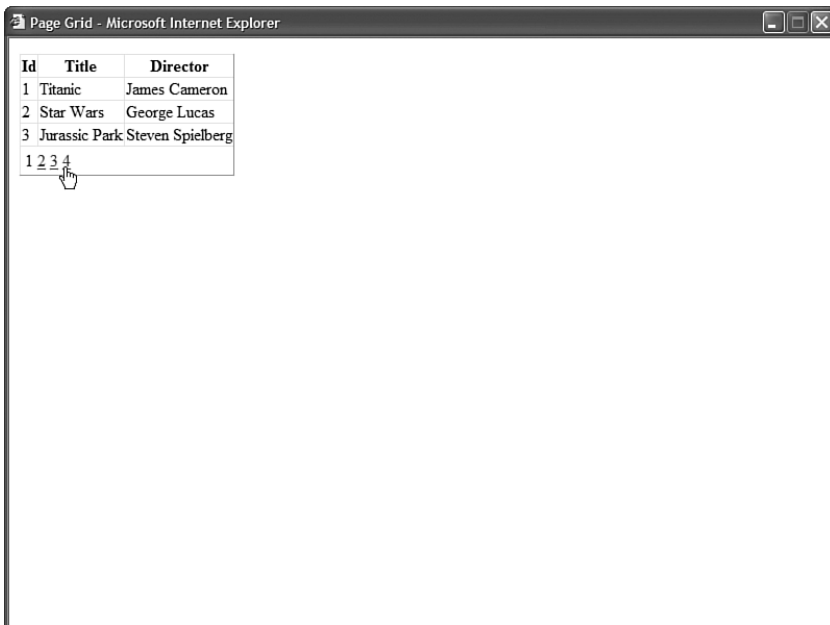 Page Grid - Microsoft Internet Explorer
Id Title Director
1 Titanic James Cameron
2 Star Wars George Lucas
3 Jurassic Park Steven Spielberg
1 2 3 4